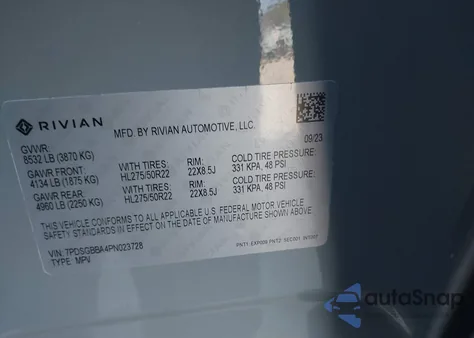 RIVIAN
MFD. BY RIVIAN AUTOMOTIVE, LLC.
09/23
GVWR:
8532 LB (3870 KG)
GAWR FRONT
4134 LB (1875 KG)
WITH TIRES:
HL275/50R22
RIM:
22X8.5J
COLD TIRE PRESSURE:
331 KPA, 48 PSI
GAWR REAR
4960 LB (2250 KG)
WITH TIRES:
HL275/50R22
RIM:
22X8.5J
COLD TIRE PRESSURE:
331 KPA, 48 PSI
THIS VEHICLE CONFORMS TO ALL APPLICABLE U.S. FEDERAL MOTOR VEHICLE
SAFETY STANDARDS IN EFFECT ON THE DATE OF MANUFACTURE SHOWN ABOVE.
VIN: 7PDSGBBA4PN023728
TYPE: MPV
PNT1 PNT2
autoSnap